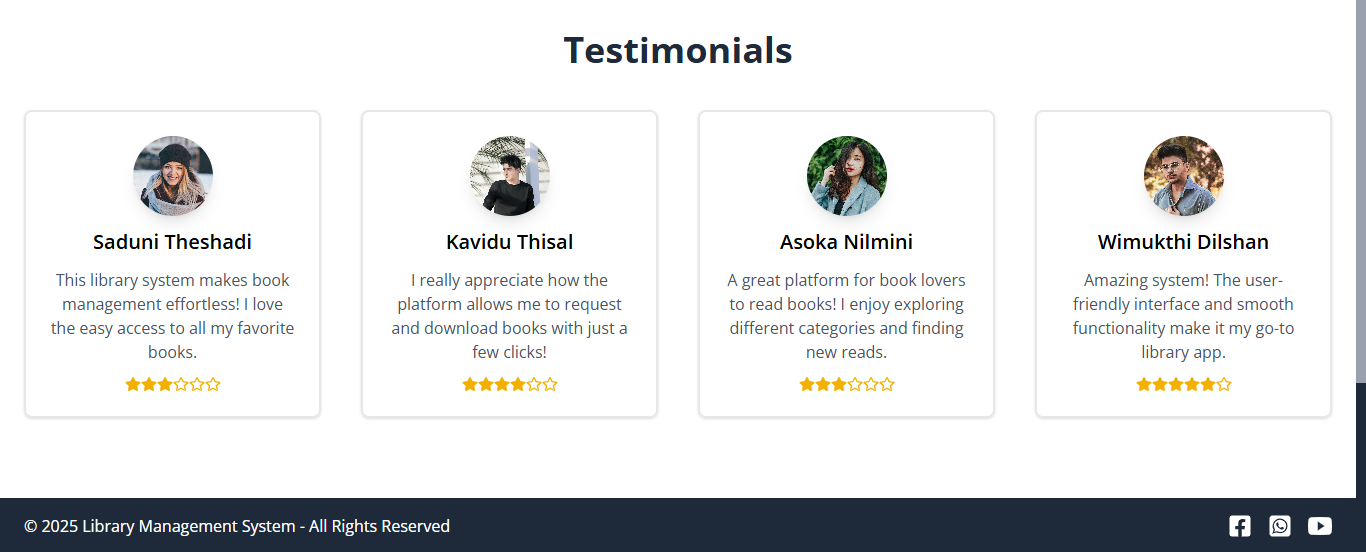 Testimonials
Saduni Theshadi
This library system makes book
management effortless! I love
the easy access to all my favorite
books.
Kavidu Thisal
I really appreciate how the
platform allows me to request
and download books with just a
few clicks!
Asoka Nilmini
A great platform for book lovers
to read books! I enjoy exploring
different categories and finding
new reads.
Wimukthi Dilshan
Amazing system! The user-
friendly interface and smooth
functionality make it my go-to
library app.
© 2025 Library Management System - All Rights Reserved